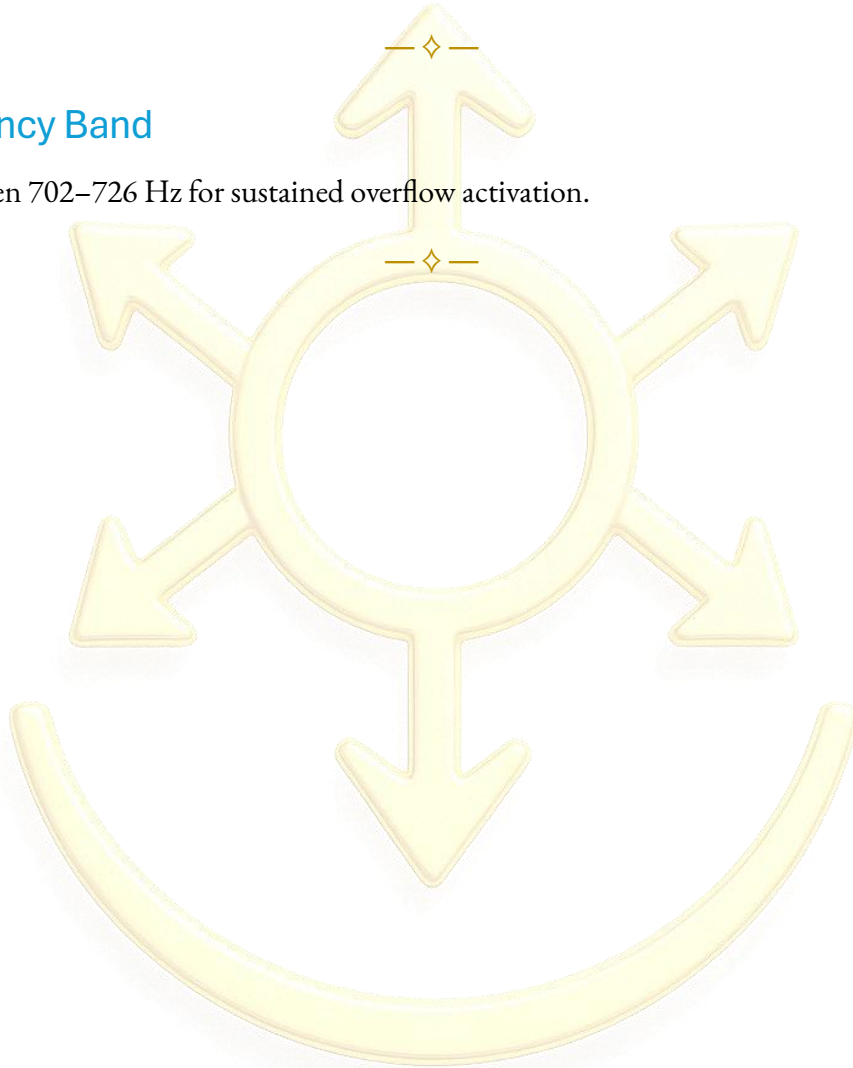 ncy Band
en 702–726 Hz for sustained overflow activation.